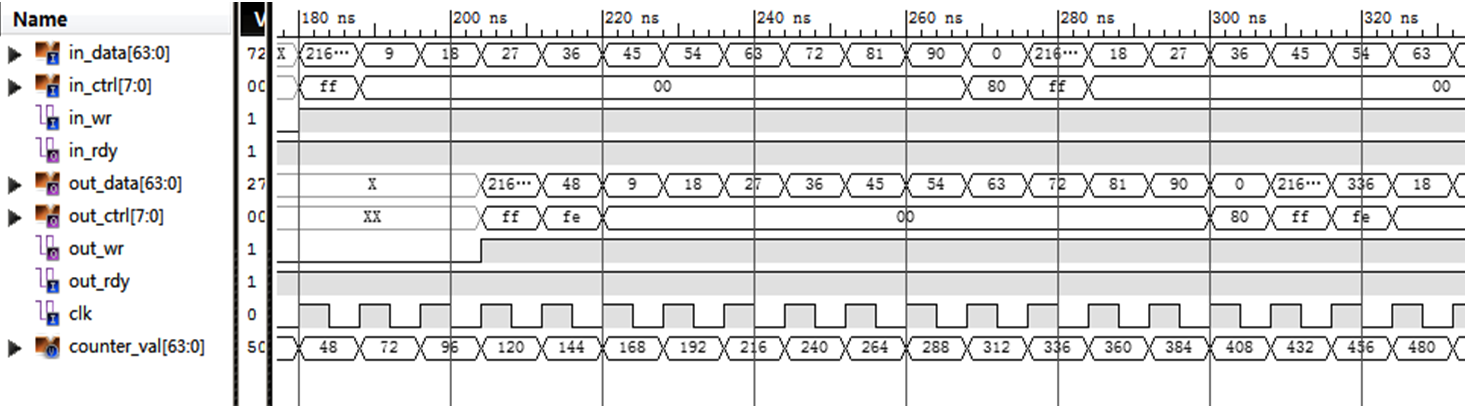 Name V 180 ns 200 ns 220 ns 240 ns 260 ns 280 ns 300 ns 320 ns
in_data[63:0] 72 X 216··· 9 18 27 36 45 54 63 72 81 90 0 216··· 18 27 36 45 54 63
in_ctrl[7:0] 00 ff 00 80 ff 00
in_wr 1
in_rdy 1
out_data[63:0] 27 X 216··· 48 9 18 27 36 45 54 63 72 81 90 0 216··· 336 18
out_ctrl[7:0] 00 XX ff fe 00 80 ff fe
out_wr 1
out_rdy 1
clk 0
counter_val[63:0] 50 48 72 96 120 144 168 192 216 240 264 288 312 336 360 384 408 432 456 480